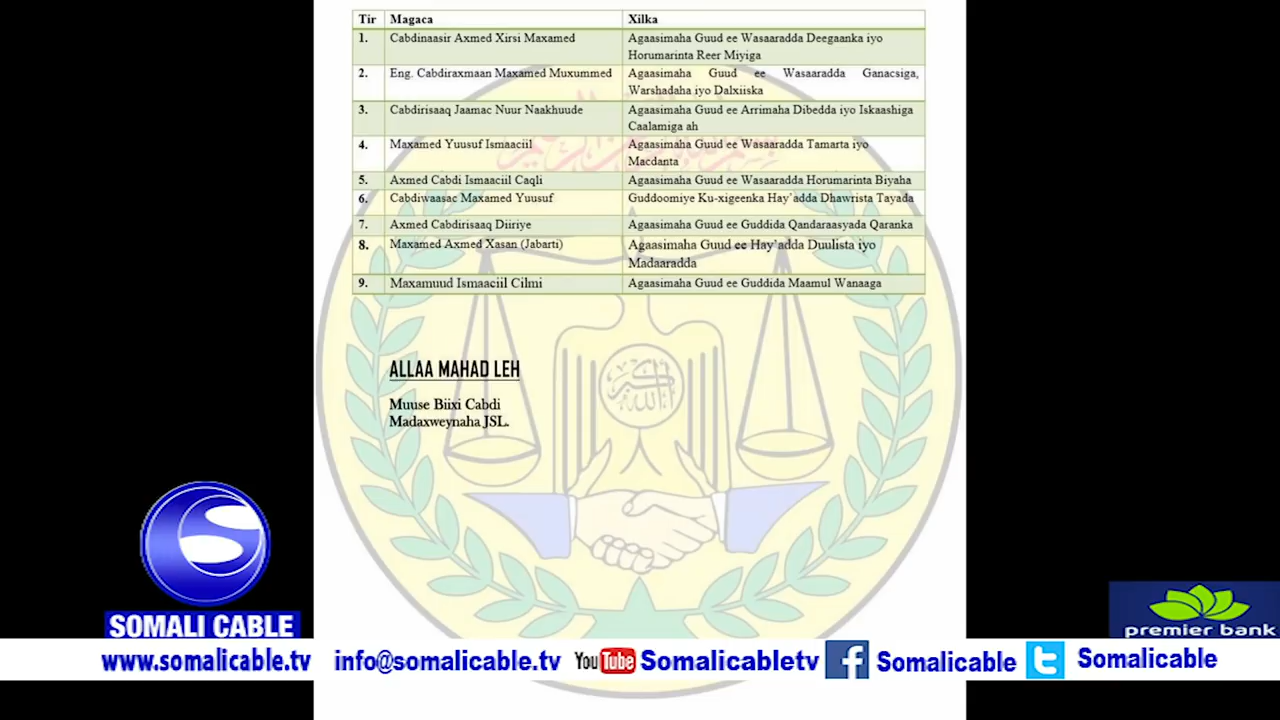 Tir Magaca Xilka
1. Cabdinaasir Axmed Xirsi Maxamed Agaasimaha Guud ee Wasaaradda Deegaanka iyo
Horumarinta Reer Miyiga
2. Eng. Cabdiraxmaan Maxamed Muxummed Agaasimaha Guud ee Wasaaradda Ganacsiga,
Warshadaha iyo Dalxiiska
3. Cabdirisaaq Jaamac Nuur Naakhuude Agaasimaha Guud ee Arrimaha Dibedda iyo Iskaashiga
Caalamiga ah
4. Maxamed Yuusuf Ismaaciil Agaasimaha Guud ee Wasaaradda Tamarta iyo
Macdanta
5. Axmed Cabdi Ismaaciil Caqli Agaasimaha Guud ee Wasaaradda Horumarinta Biyaha
6. Cabdiwaasac Maxamed Yuusuf Guddoomiye Ku-xigeenka Hay'adda Dhawrista Tayada
7. Axmed Cabdirisaaq Diiriye Agaasimaha Guud ee Guddida Qandaraasyada Qaranka
8. Maxamed Axmed Xasan (Jabarti) Agaasimaha Guud ee Hay'adda Duulista iyo
Madaaradda
9. Maxamuud Ismaaciil Cilmi Agaasimaha Guud ee Guddida Maamul Wanaaga
ALLAA MAHAD LEH
Muuse Biixi Cabdi
Madaxweynaha JSL.
الله اكبر
SOMALI CABLE
premier bank
www.somalicable.tv info@somalicable.tv YouTube Somalicabletv Somalicable Somalicable